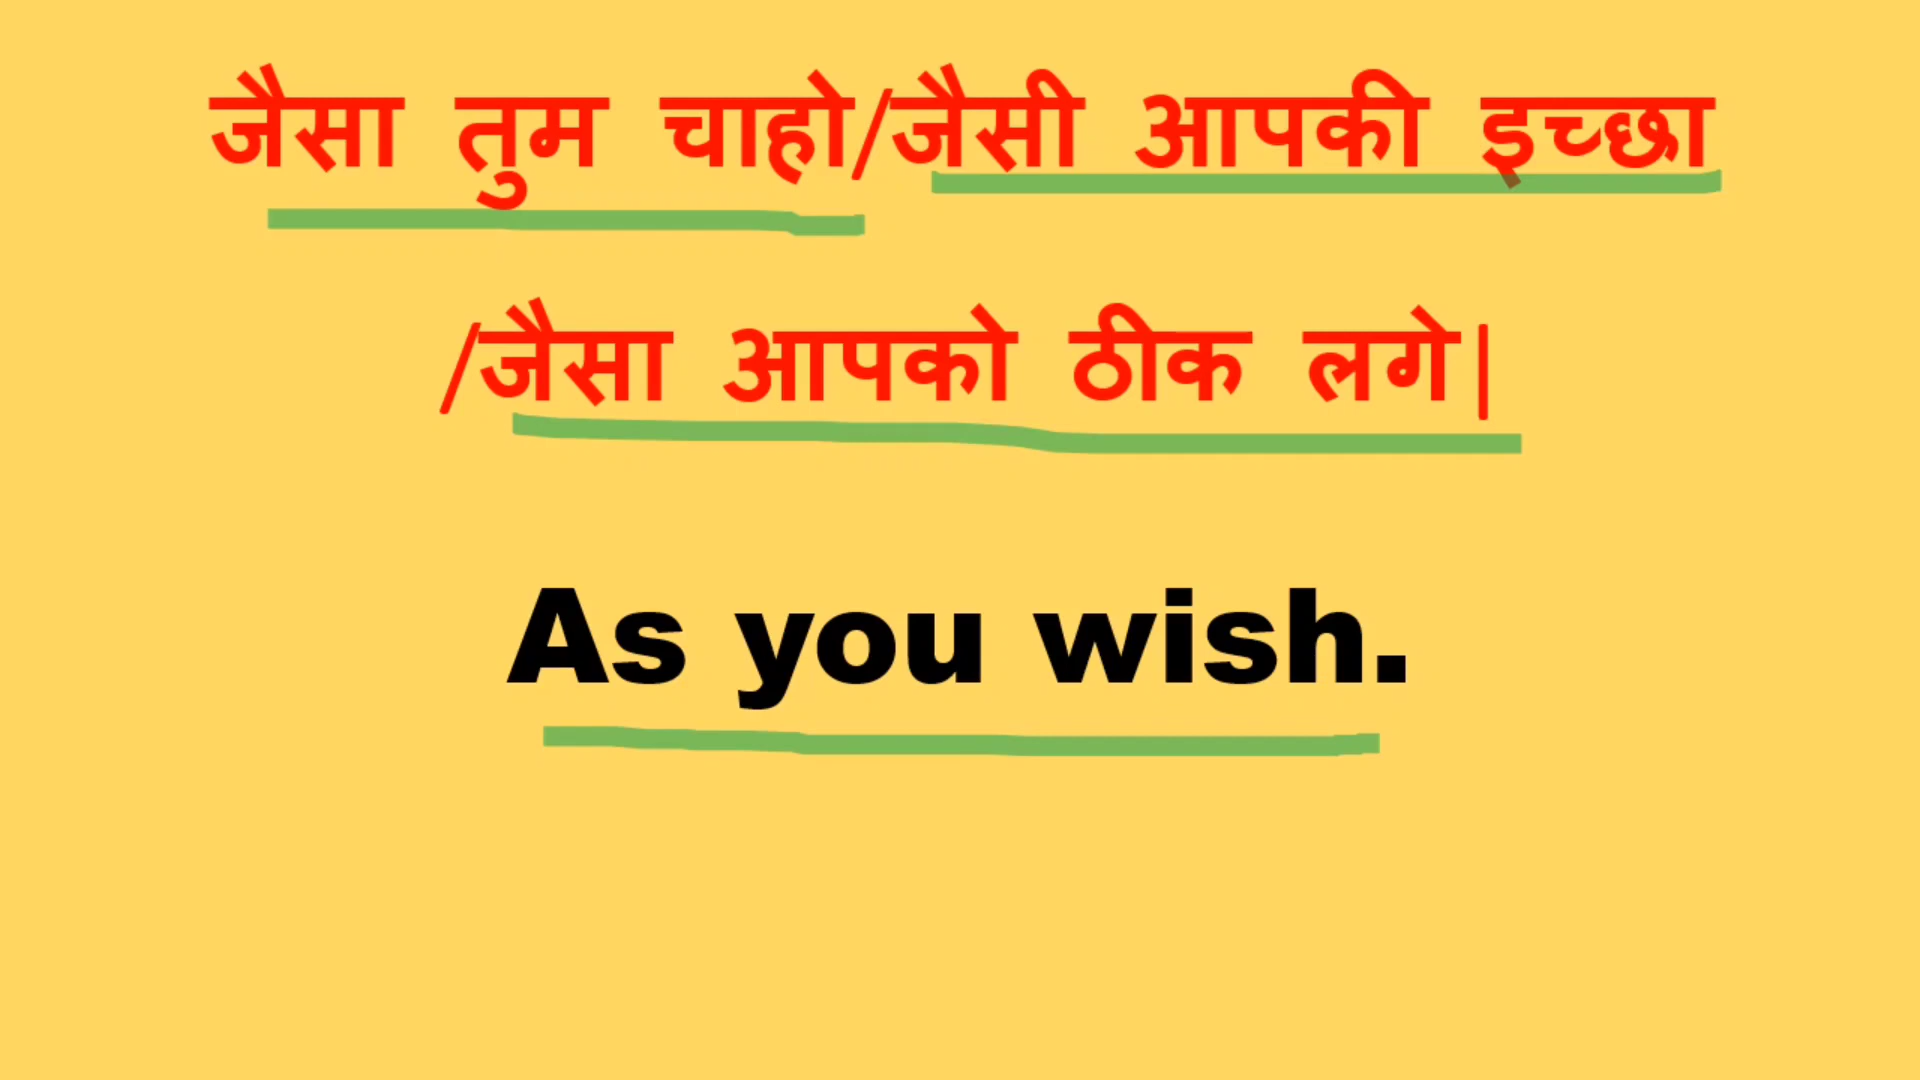 जैसा तुम चाहो/जैसी आपकी इच्छा
/जैसा आपको ठीक लगे|
As you wish.